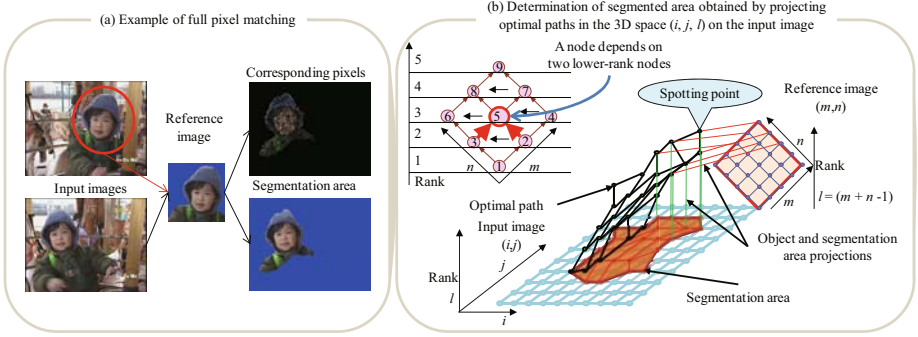 (a) Example of full pixel matching
Corresponding pixels
Reference
image
Input images
Segmentation area
(b) Determination of segmented area obtained by projecting
optimal paths in the 3D space (i, j, l) on the input image
A node depends on
two lower-rank nodes
5
4
3
2
1
Rank
9
8
7
6
5
4
3
2
1
n
m
Spotting point
Reference image
(m,n)
n
Rank
m
l = (m + n -1)
Optimal path
Input image
(i,j)
j
Rank
l
i
Object and segmentation
area projections
Segmentation area